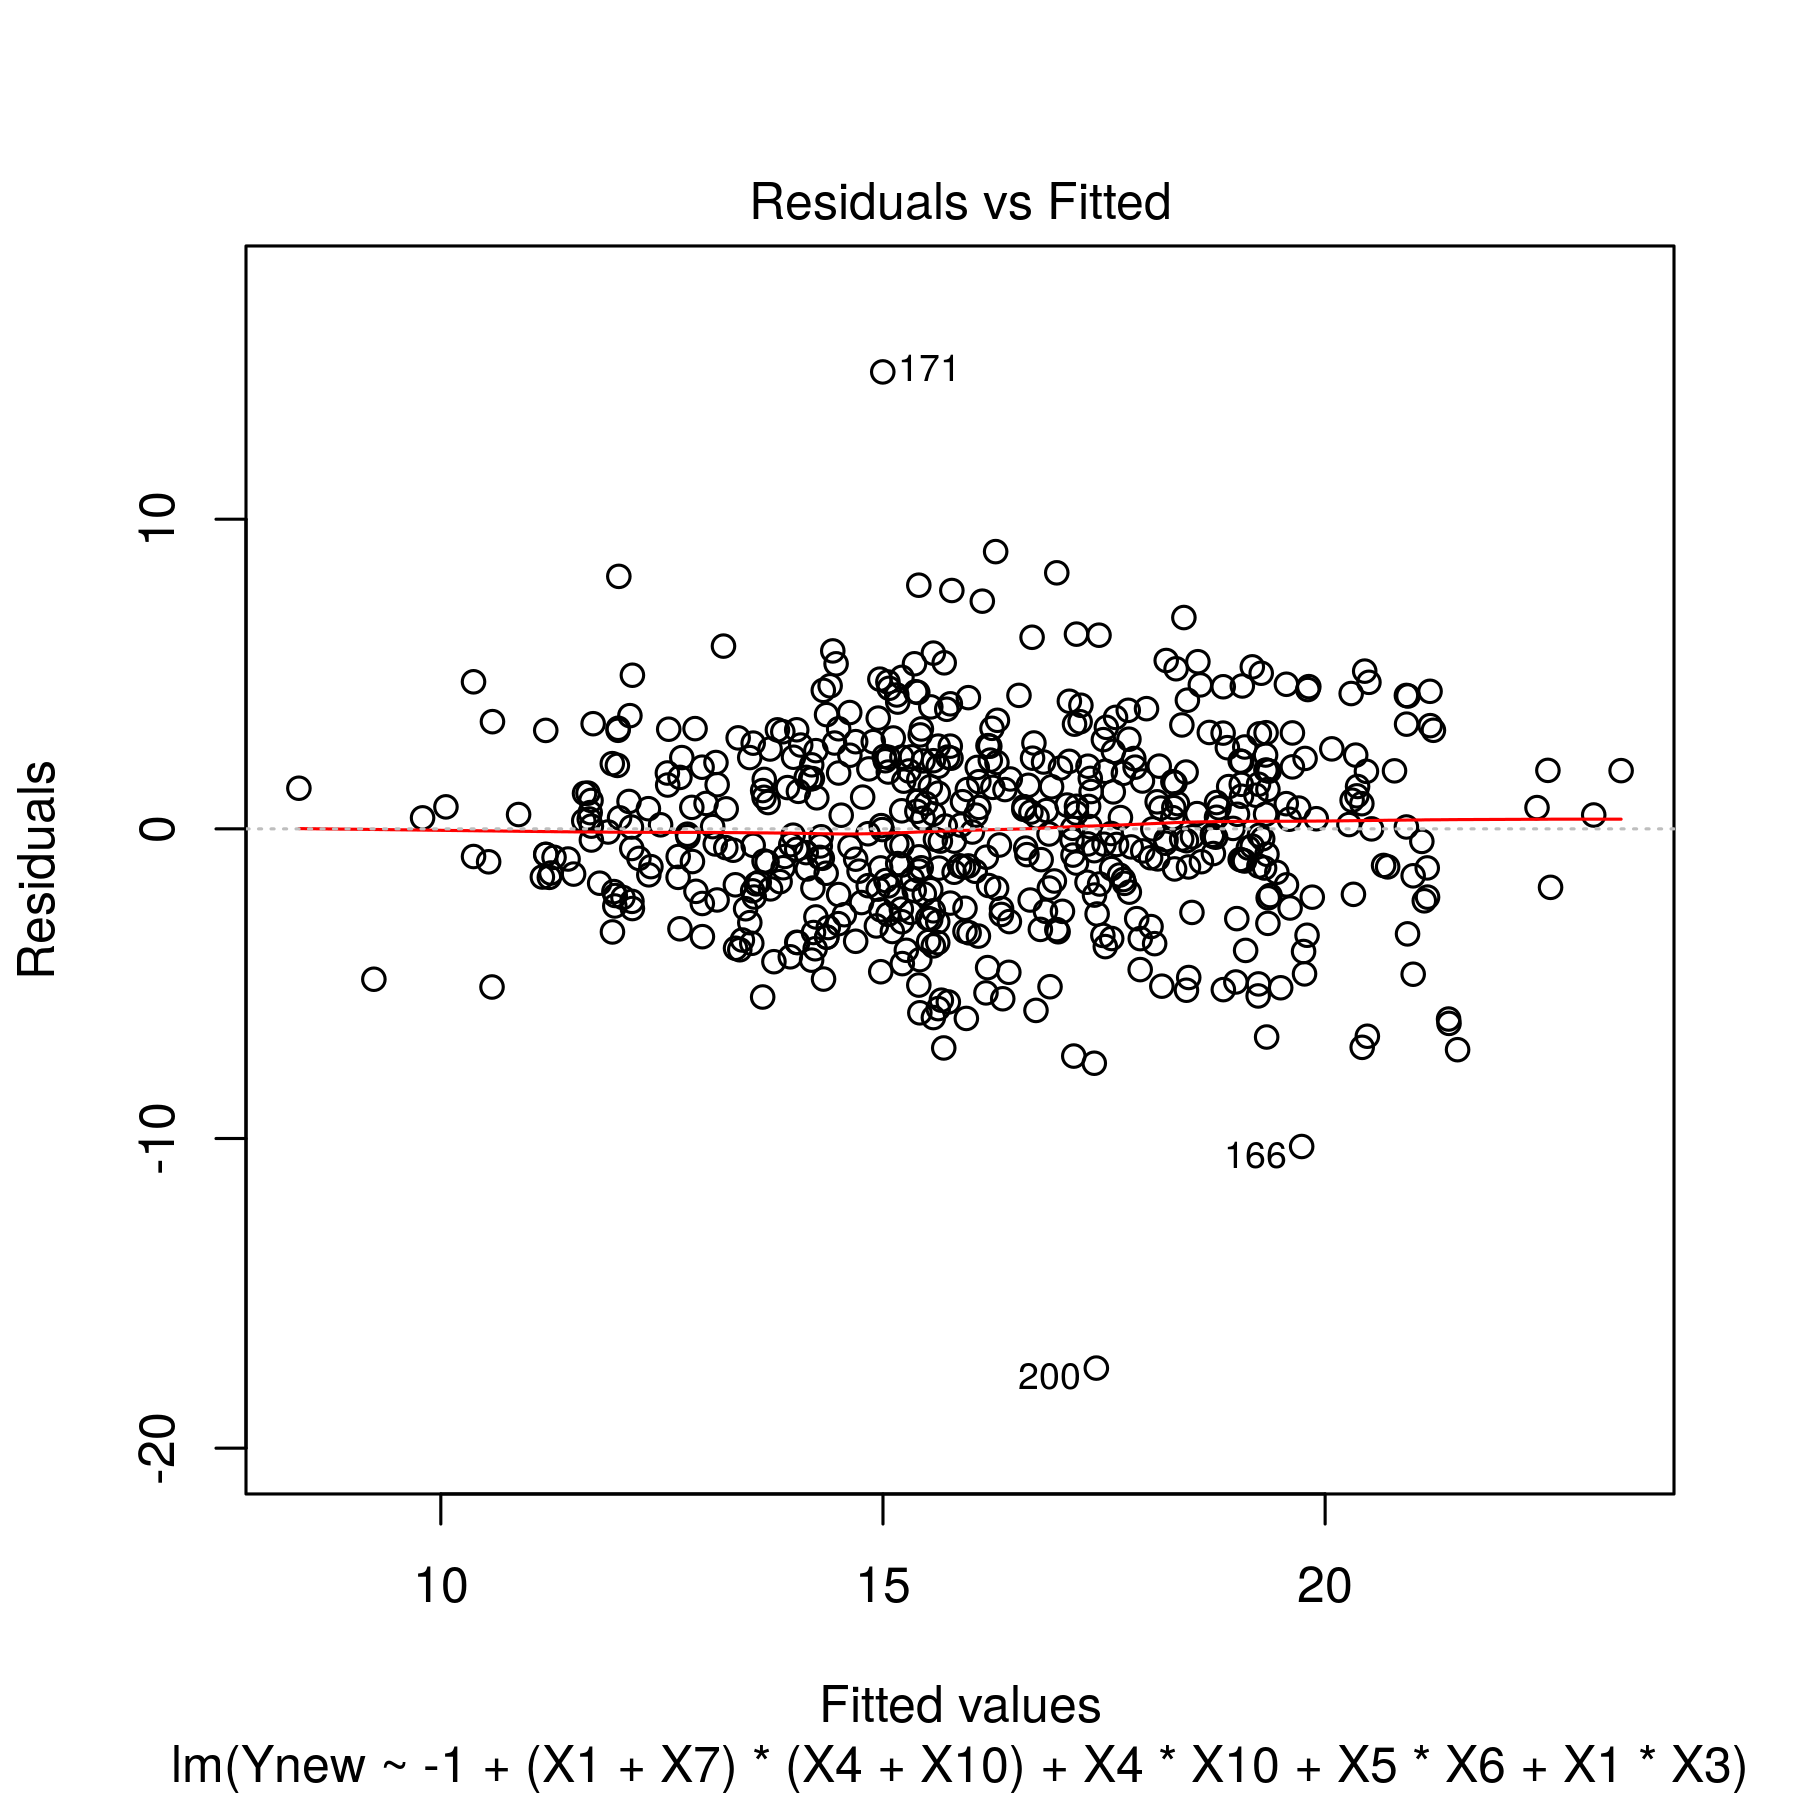 Residuals vs Fitted
171
10
0
-10
-20
Residuals
166
200
10 15 20
Fitted values
lm(Ynew ~ -1 + (X1 + X7) * (X4 + X10) + X4 * X10 + X5 * X6 + X1 * X3)